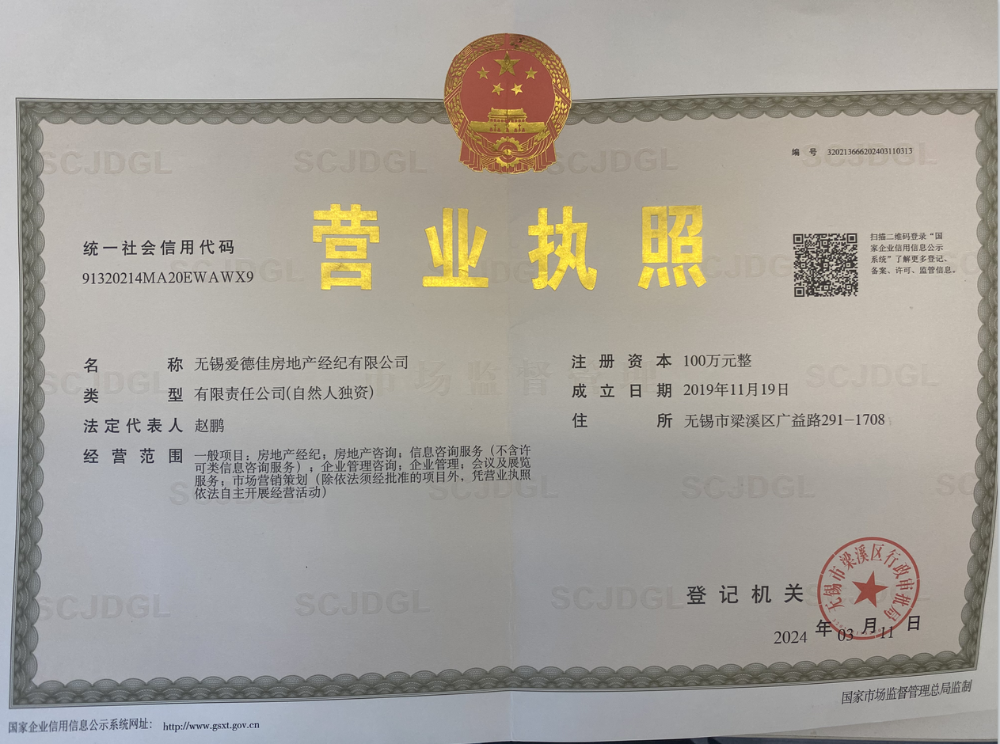 编 号 320213666202403110313
营业执照
统一社会信用代码
91320214MA20EWAWX9
扫描二维码登录“国
家企业信用信息公示
系统”了解更多登记、
备案、许可、监管信息。
名 称 无锡爱德佳房地产经纪有限公司
类 型 有限责任公司(自然人独资)
法定代表人 赵鹏
经营范围 一般项目：房地产经纪；房地产咨询；信息咨询服务（不含许
可类信息咨询服务）；企业管理咨询；企业管理；会议及展览
服务；市场营销策划（除依法须经批准的项目外，凭营业执照
依法自主开展经营活动）
注册资本 100万元整
成立日期 2019年11月19日
住 所 无锡市梁溪区广益路291-1708
登记机关
无锡市梁溪区行政审批局
2024 年 03 月 11 日
国家企业信用信息公示系统网址： http://www.gsxt.gov.cn
国家市场监督管理总局监制
SCJDGL